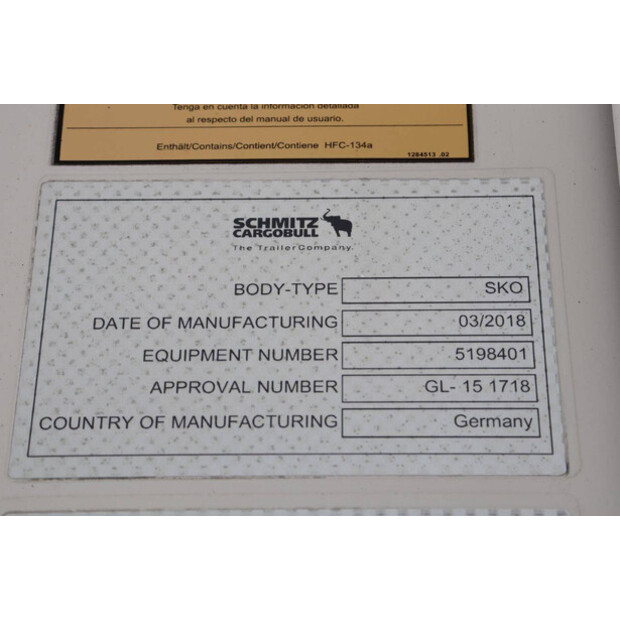 Tenga en cuenta la información detallada
al respecto del manual de usuario.
Enthält/Contains/Contient/Contiene HFC-134a
1284513 .02
SCHMITZ
CARGOBULL
The Trailer Company.
BODY-TYPE SKO
DATE OF MANUFACTURING 03/2018
EQUIPMENT NUMBER 5198401
APPROVAL NUMBER GL- 15 1718
COUNTRY OF MANUFACTURING Germany